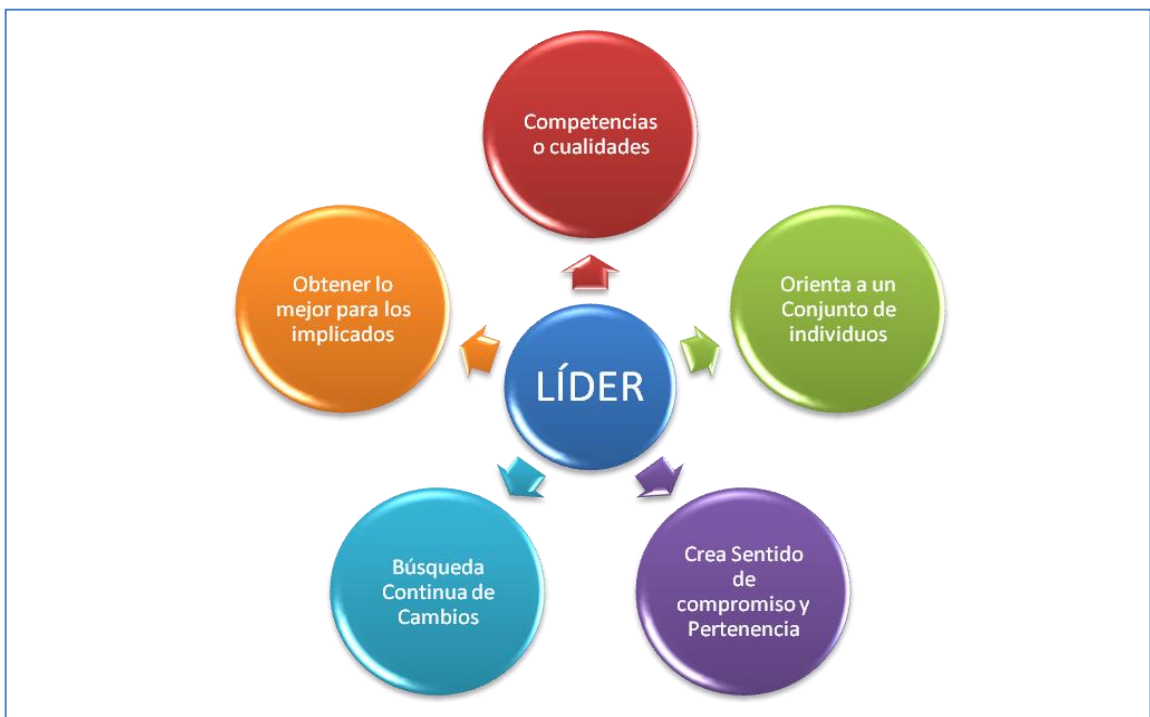 Competencias
o cualidades
Obtener lo
mejor para los
implicados
Orienta a un
Conjunto de
individuos
LÍDER
Búsqueda
Continua de
Cambios
Crea Sentido
de
compromiso y
Pertenencia